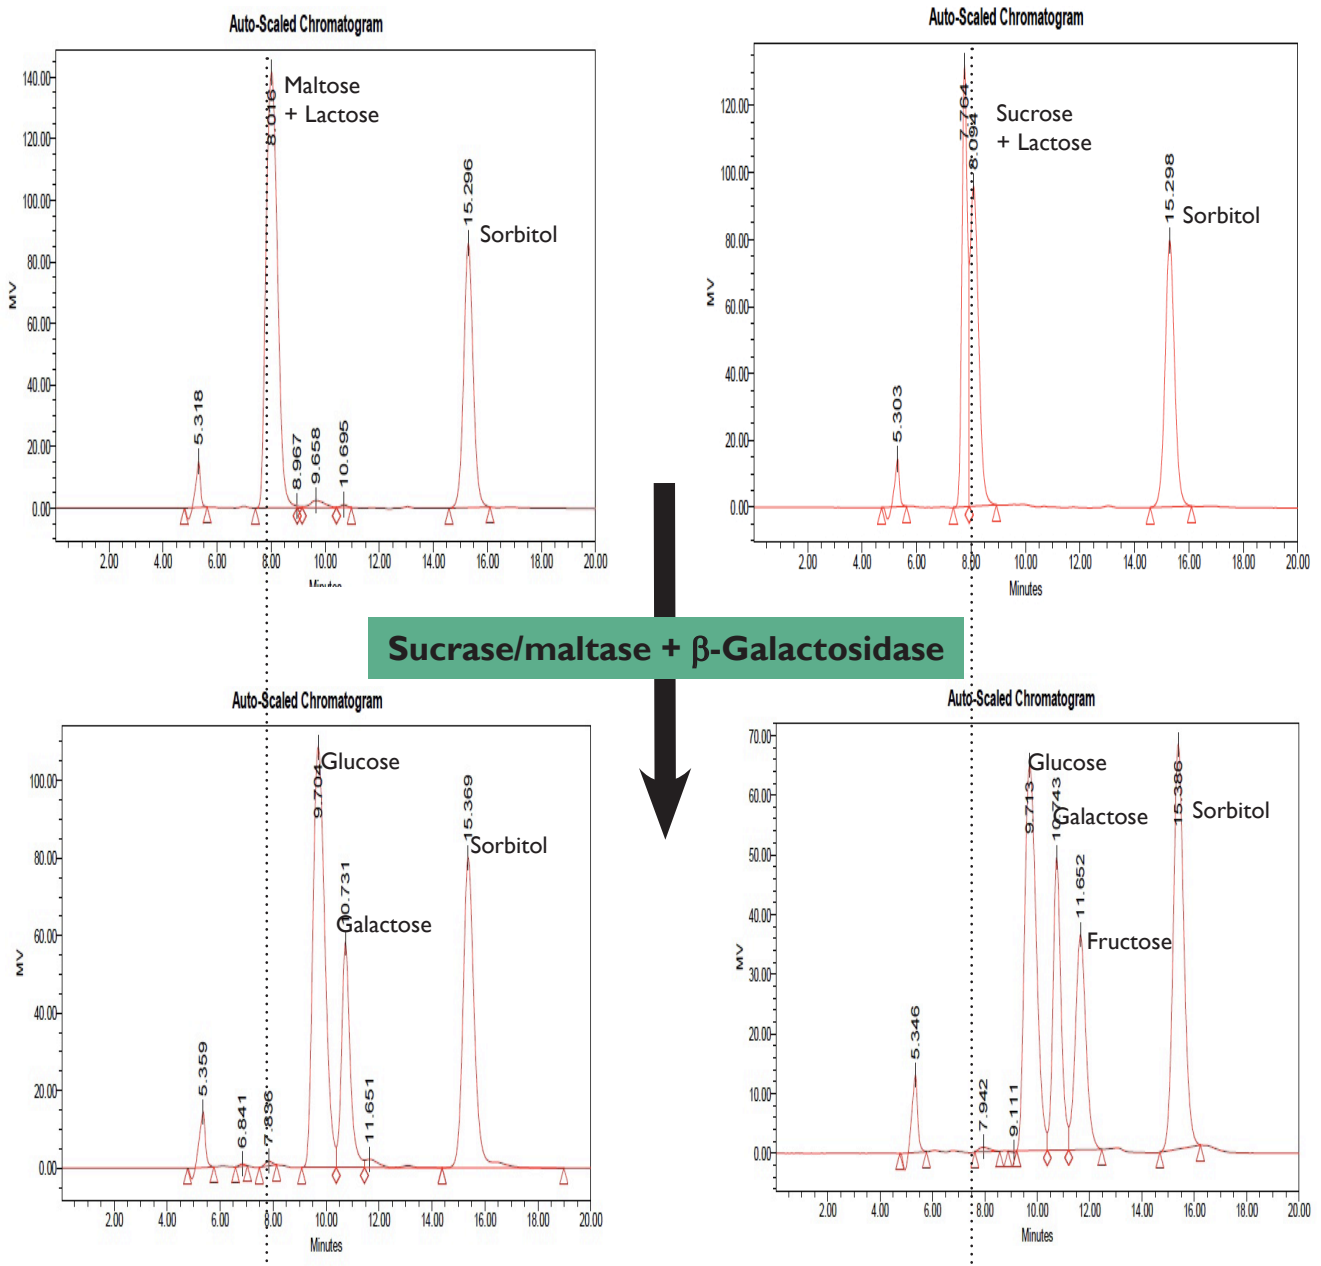 Auto-Scaled Chromatogram
140.00
120.00
100.00
80.00
60.00
40.00
20.00
0.00
MV
5.318
8.016
Maltose
+ Lactose
8.967
9.658
10.695
15.296
Sorbitol
2.00 4.00 6.00 8.00 10.00 12.00 14.00 16.00 18.00 20.00
Minutes
Auto-Scaled Chromatogram
120.00
100.00
80.00
60.00
40.00
20.00
0.00
MV
5.303
7.764
8.094
Sucrose
+ Lactose
15.298
Sorbitol
2.00 4.00 6.00 8.00 10.00 12.00 14.00 16.00 18.00 20.00
Minutes
Sucrase/maltase + β-Galactosidase
Auto-Scaled Chromatogram
100.00
80.00
60.00
40.00
20.00
0.00
MV
5.359
6.841
7.836
9.704
Glucose
10.731
Galactose
11.651
15.369
Sorbitol
2.00 4.00 6.00 8.00 10.00 12.00 14.00 16.00 18.00 20.00
Minutes
Auto-Scaled Chromatogram
70.00
60.00
50.00
40.00
30.00
20.00
10.00
0.00
MV
5.346
7.942
9.111
9.713
Glucose
10.743
Galactose
11.652
Fructose
15.386
Sorbitol
2.00 4.00 6.00 8.00 10.00 12.00 14.00 16.00 18.00 20.00
Minutes